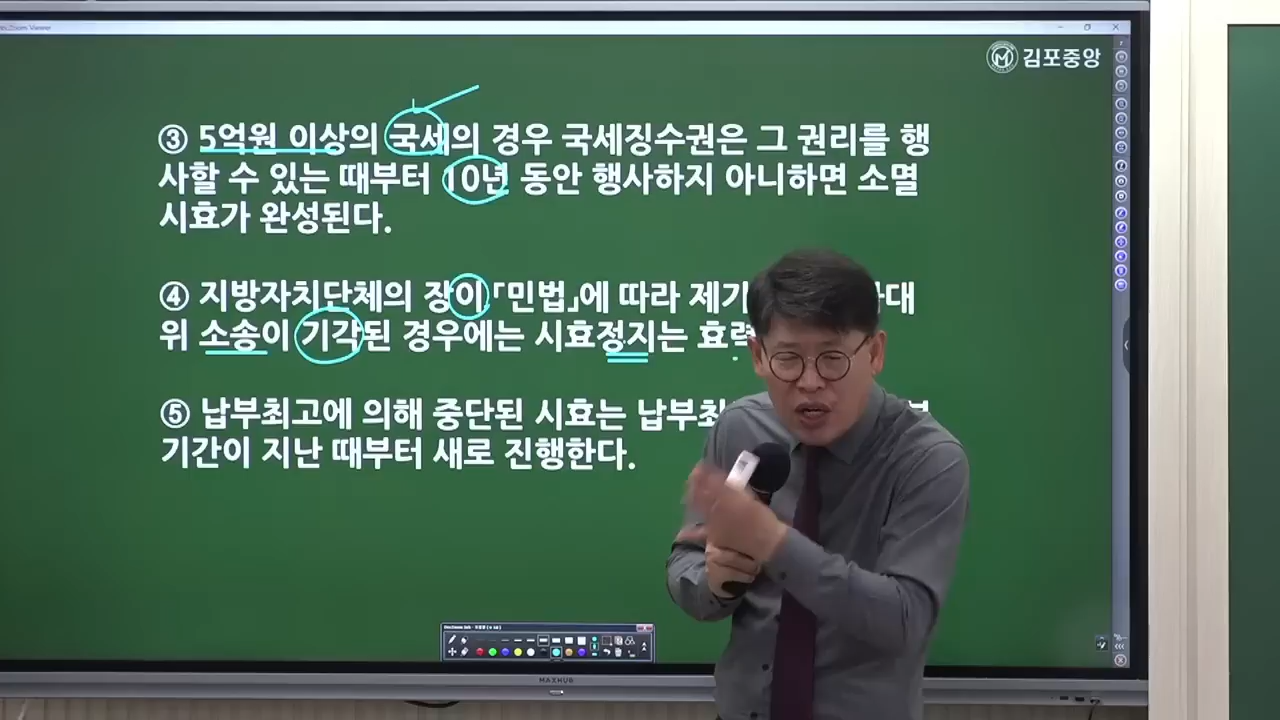 김포중앙
③ 5억원 이상의 국세의 경우 국세징수권은 그 권리를 행
사할 수 있는 때부터 10년 동안 행사하지 아니하면 소멸
시효가 완성된다.
④ 지방자치단체의 장이「민법」에 따라 제기
위 소송이 기각된 경우에는 시효정지는 효력
⑤ 납부최고에 의해 중단된 시효는
기간이 지난 때부터 새로 진행한다.
MAXHUB